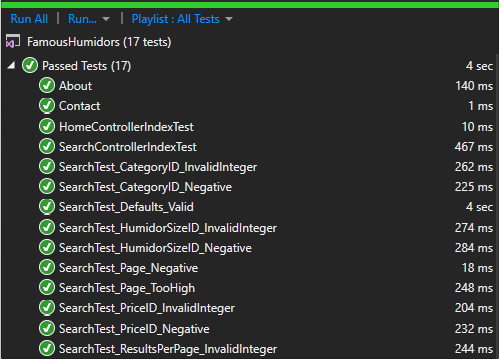 Run All | Run... | Playlist : All Tests
FamousHumidors (17 tests)
Passed Tests (17) 4 sec
About 140 ms
Contact 1 ms
HomeControllerIndexTest 10 ms
SearchControllerIndexTest 467 ms
SearchTest_CategoryID_InvalidInteger 262 ms
SearchTest_CategoryID_Negative 225 ms
SearchTest_Defaults_Valid 4 sec
SearchTest_HumidorSizeID_InvalidInteger 274 ms
SearchTest_HumidorSizeID_Negative 284 ms
SearchTest_Page_Negative 18 ms
SearchTest_Page_TooHigh 248 ms
SearchTest_PriceID_InvalidInteger 204 ms
SearchTest_PriceID_Negative 232 ms
SearchTest_ResultsPerPage_InvalidInteger 244 ms